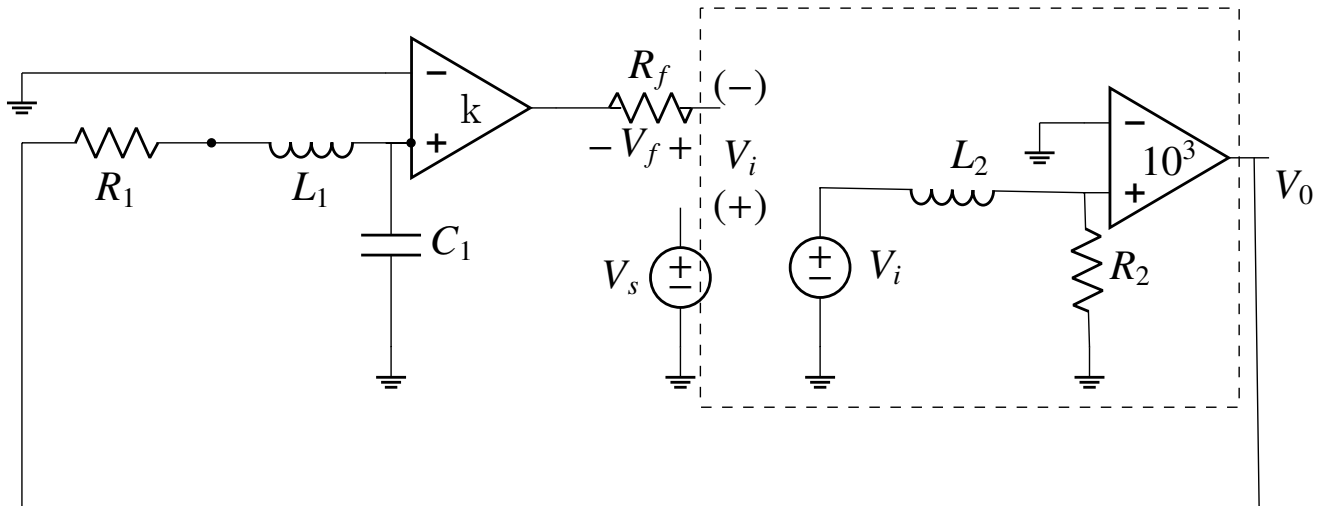 −
k
+
R_1
L_1
C_1
R_f
− V_f +
(−)
V_i
(+)
V_s
+
−
+
−
V_i
L_2
−
10^3
+
R_2
V_0